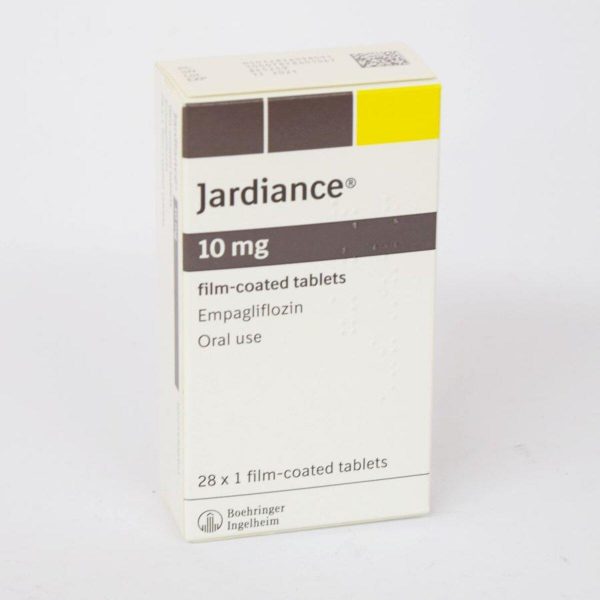 Jardiance®
10 mg
film-coated tablets
Empagliflozin
Oral use
28 x 1 film-coated tablets
Boehringer
Ingelheim